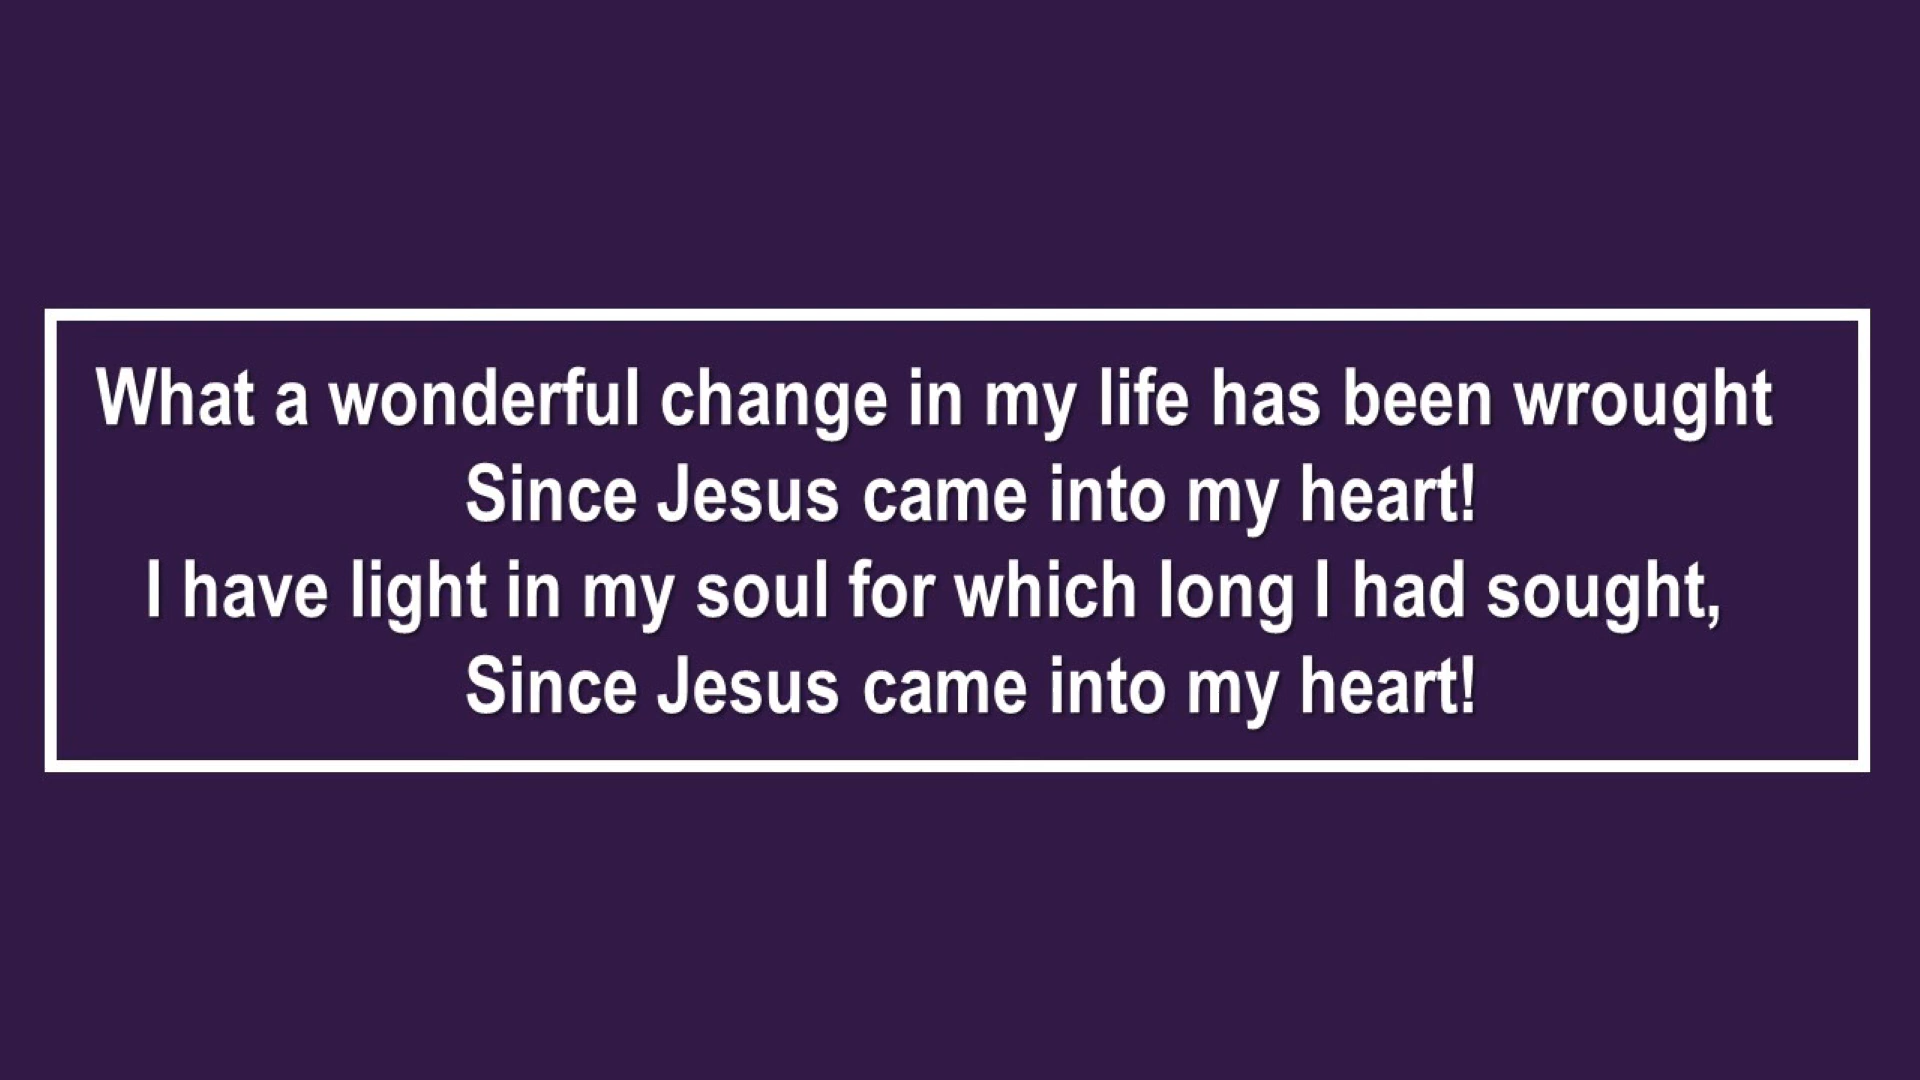 What a wonderful change in my life has been wrought
Since Jesus came into my heart!
I have light in my soul for which long I had sought,
Since Jesus came into my heart!